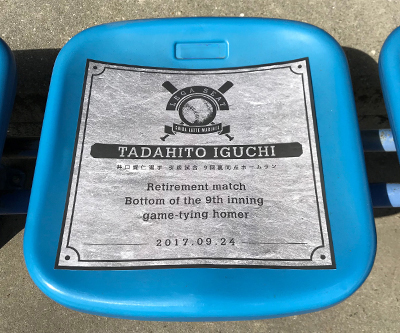 SAGA SEAT
CHIBA LOTTE MARINES
TADAHITO IGUCHI
井口資仁選手 引退試合 9回裏同点ホームラン
Retirement match
Bottom of the 9th inning
game-tying homer
2017.09.24